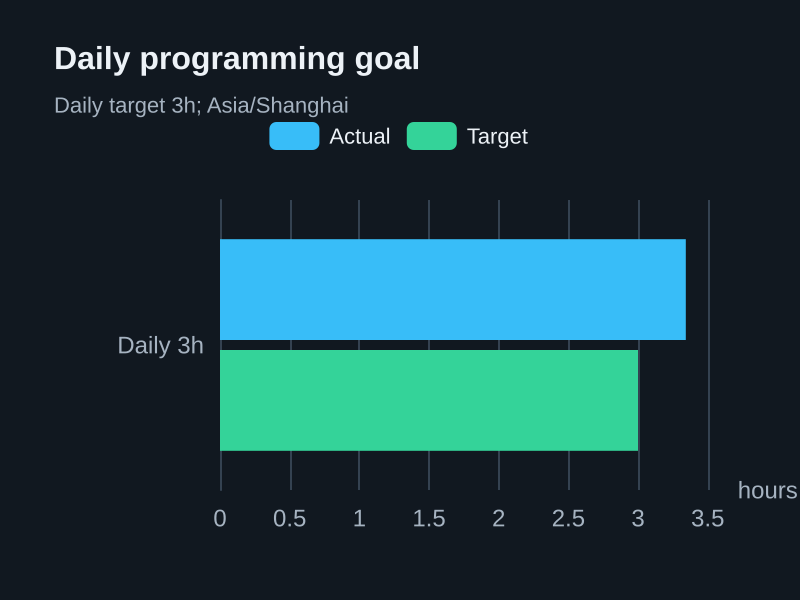 Daily programming goal
Daily target 3h; Asia/Shanghai
Actual Target
Daily 3h
hours
0 0.5 1 1.5 2 2.5 3 3.5